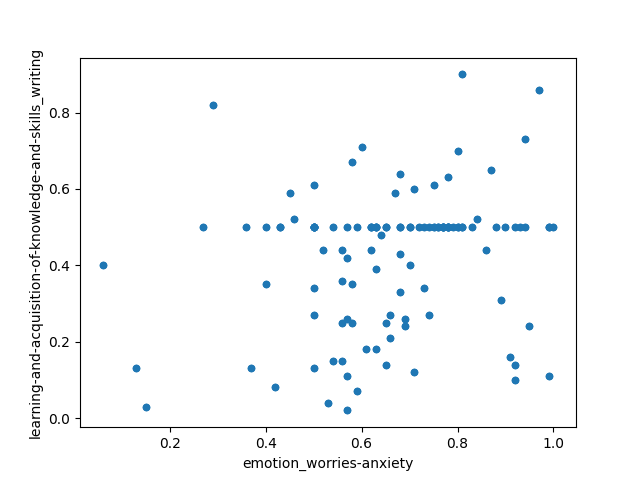 learning-and-acquisition-of-knowledge-and-skills_writing
0.8
0.6
0.4
0.2
0.0
0.2 0.4 0.6 0.8 1.0
emotion_worries-anxiety